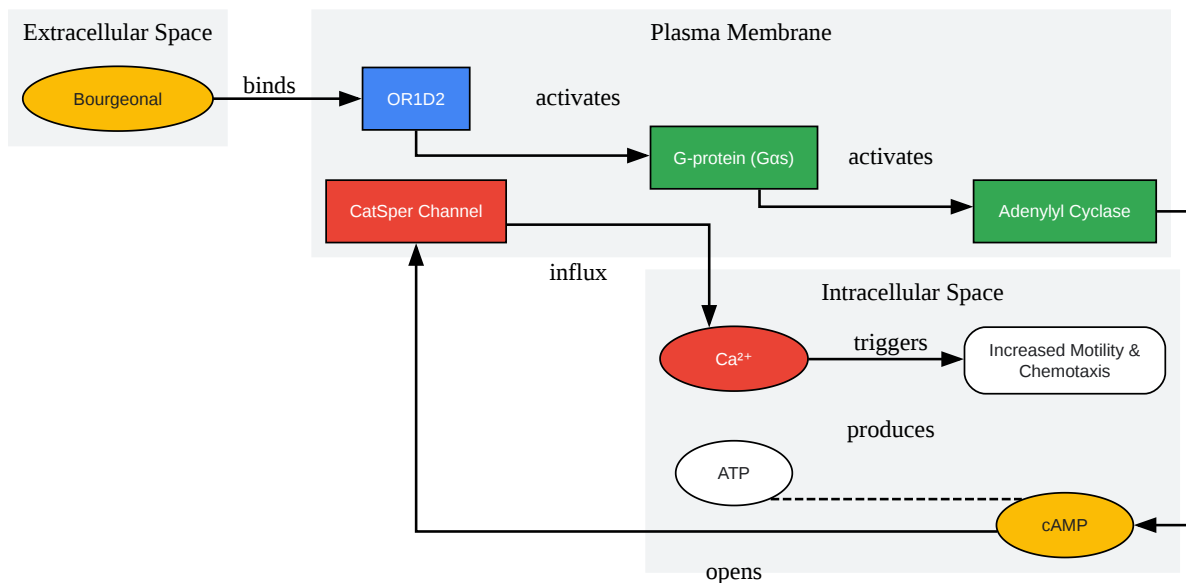 Extracellular Space
Plasma Membrane
Bourgeonal
binds
OR1D2
activates
G-protein (Gαs)
activates
Adenylyl Cyclase
CatSper Channel
influx
Intracellular Space
Ca²⁺
triggers
Increased Motility &
Chemotaxis
produces
ATP
cAMP
opens